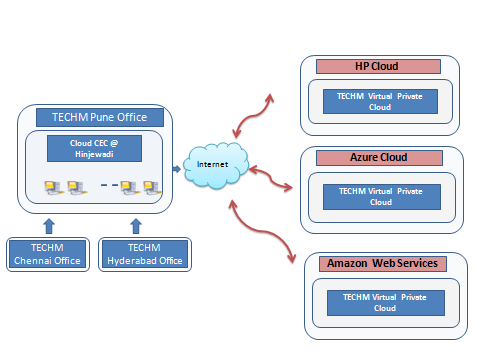 HP Cloud
TECHM Virtual Private
Cloud
TECHM Pune Office
Cloud CEC @
Hinjewadi
Internet
Azure Cloud
TECHM Virtual Private
Cloud
TECHM
Chennai Office
TECHM
Hyderabad Office
Amazon Web Services
TECHM Virtual Private
Cloud